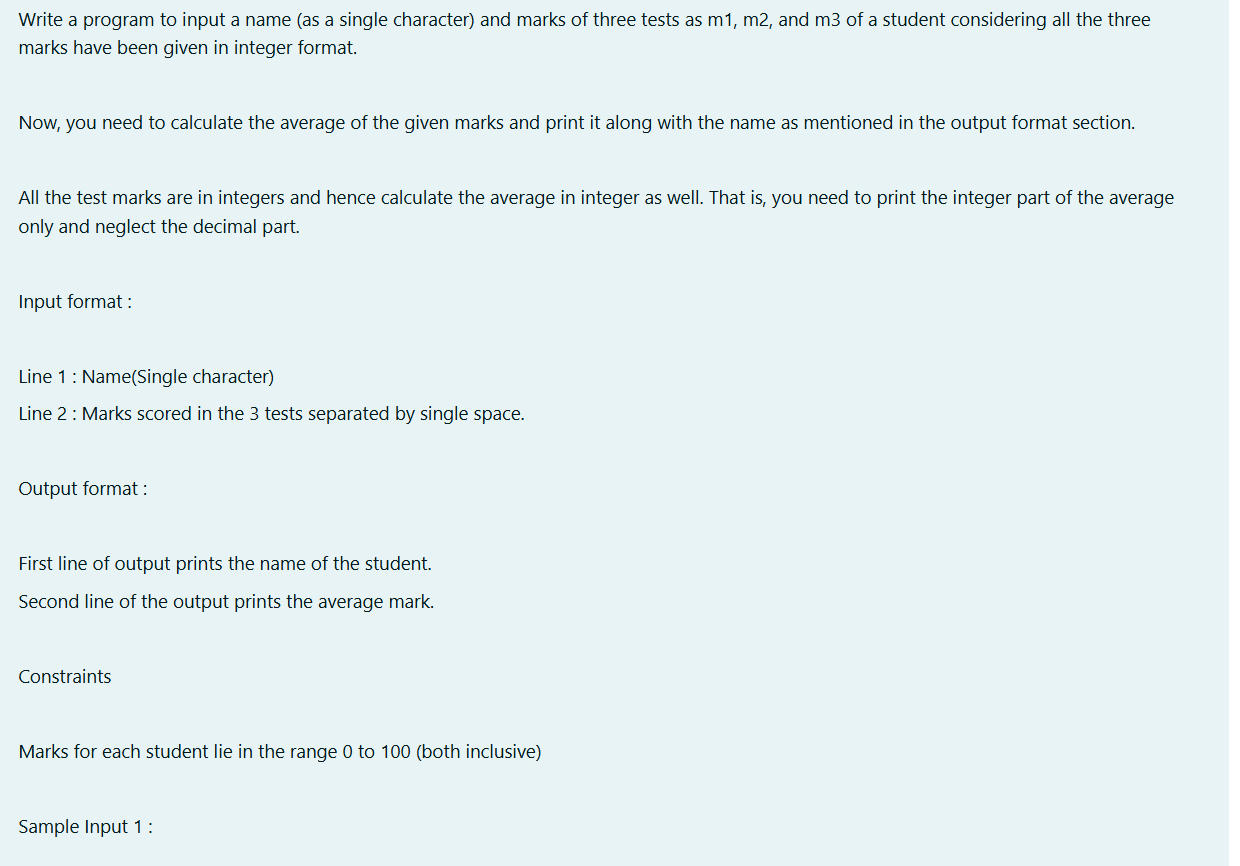 Write a program to input a name (as a single character) and marks of three tests as m1, m2, and m3 of a student considering all the three
marks have been given in integer format.
Now, you need to calculate the average of the given marks and print it along with the name as mentioned in the output format section.
All the test marks are in integers and hence calculate the average in integer as well. That is, you need to print the integer part of the average
only and neglect the decimal part.
Input format :
Line 1 : Name(Single character)
Line 2 : Marks scored in the 3 tests separated by single space.
Output format :
First line of output prints the name of the student.
Second line of the output prints the average mark.
Constraints
Marks for each student lie in the range 0 to 100 (both inclusive)
Sample Input 1 :